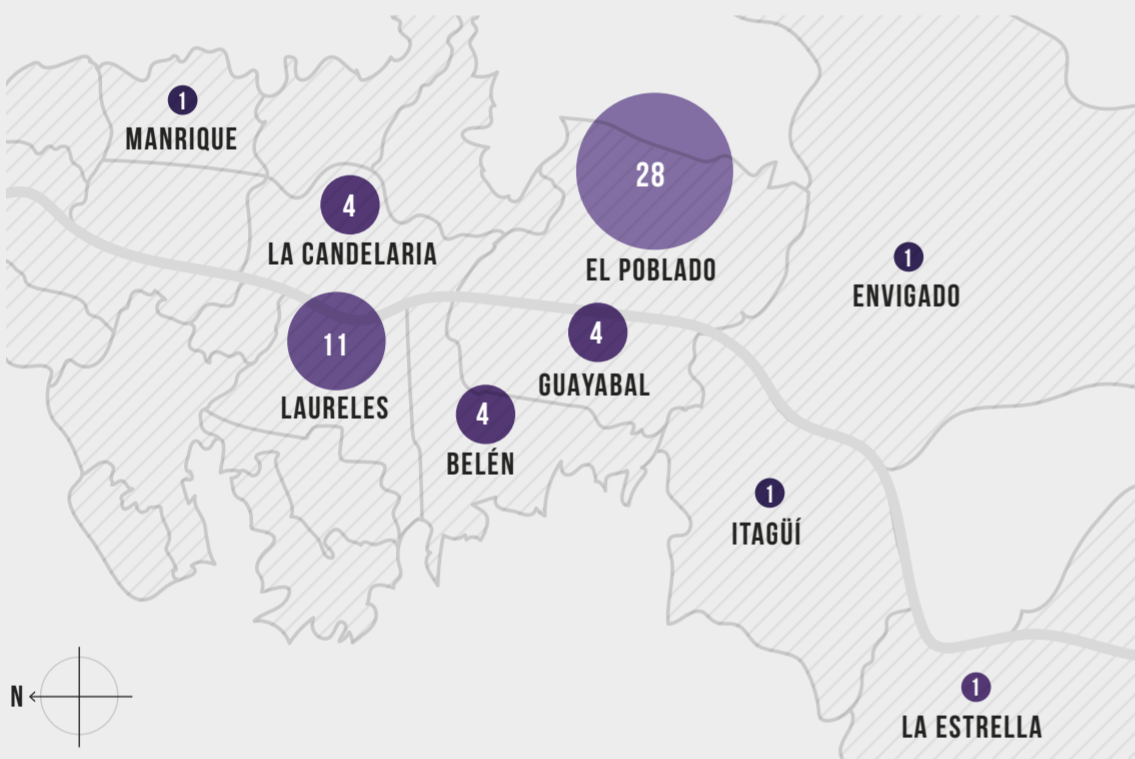 1
MANRIQUE
4
LA CANDELARIA
28
EL POBLADO
1
ENVIGADO
11
LAURELES
4
GUAYABAL
4
BELÉN
1
ITAGÜÍ
N
1
LA ESTRELLA